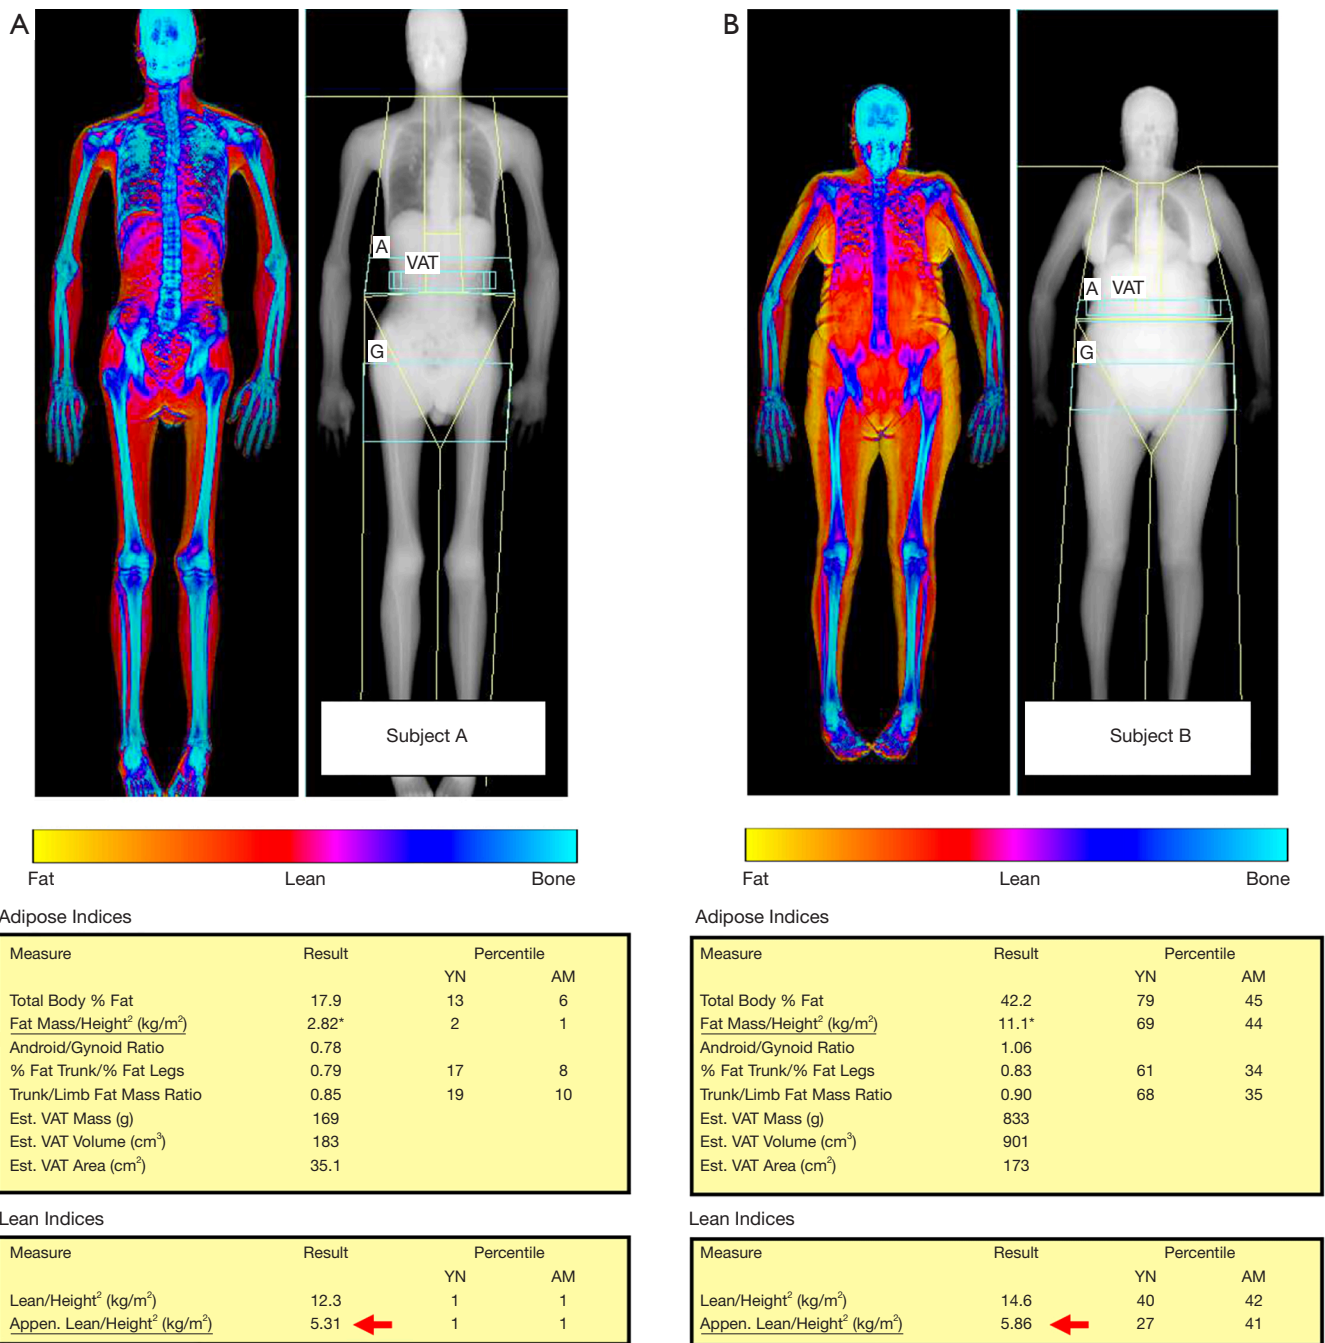 A
B
A
VAT
G
A VAT
G
Subject A
Subject B
Fat Lean Bone
Fat Lean Bone
Adipose Indices
Measure Result Percentile
YN AM
Total Body % Fat 17.9 13 6
Fat Mass/Height² (kg/m²) 2.82* 2 1
Android/Gynoid Ratio 0.78
% Fat Trunk/% Fat Legs 0.79 17 8
Trunk/Limb Fat Mass Ratio 0.85 19 10
Est. VAT Mass (g) 169
Est. VAT Volume (cm³) 183
Est. VAT Area (cm²) 35.1
Lean Indices
Measure Result Percentile
YN AM
Lean/Height² (kg/m²) 12.3 1 1
Appen. Lean/Height² (kg/m²) 5.31 1 1
Adipose Indices
Measure Result Percentile
YN AM
Total Body % Fat 42.2 79 45
Fat Mass/Height² (kg/m²) 11.1* 69 44
Android/Gynoid Ratio 1.06
% Fat Trunk/% Fat Legs 0.83 61 34
Trunk/Limb Fat Mass Ratio 0.90 68 35
Est. VAT Mass (g) 833
Est. VAT Volume (cm³) 901
Est. VAT Area (cm²) 173
Lean Indices
Measure Result Percentile
YN AM
Lean/Height² (kg/m²) 14.6 40 42
Appen. Lean/Height² (kg/m²) 5.86 27 41